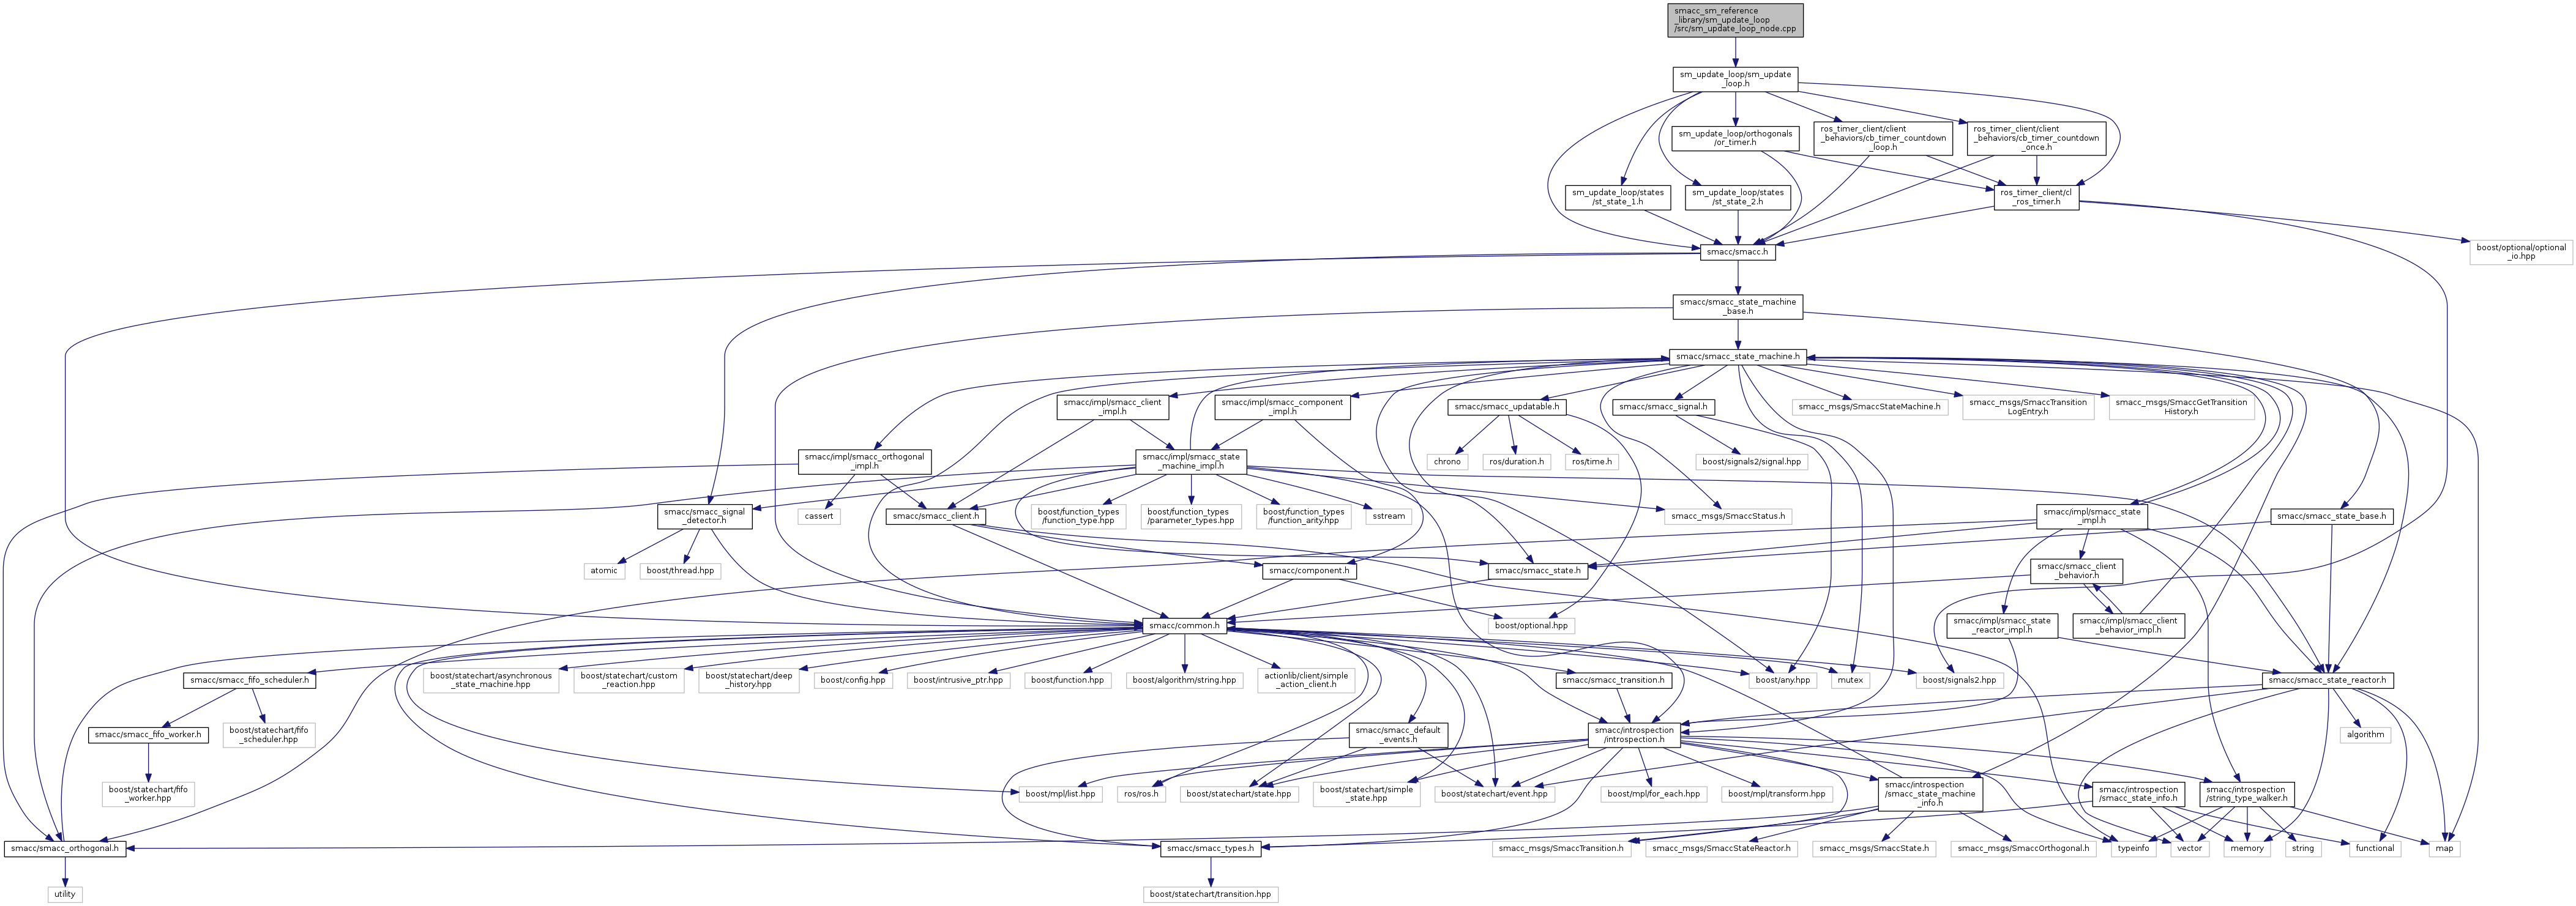 smacc_sm_reference
_library/sm_update_loop
/src/sm_update_loop_node.cpp
sm_update_loop/sm_update
_loop.h
sm_update_loop/orthogonals
/or_timer.h
ros_timer_client/client
_behaviors/cb_timer_countdown
_loop.h
ros_timer_client/client
_behaviors/cb_timer_countdown
_once.h
sm_update_loop/states
/st_state_1.h
sm_update_loop/states
/st_state_2.h
ros_timer_client/cl
_ros_timer.h
smacc/smacc.h
boost/optional/optional
_io.hpp
smacc/smacc_state_machine
_base.h
smacc/smacc_state_machine.h
smacc/impl/smacc_client
_impl.h
smacc/impl/smacc_component
_impl.h
smacc/smacc_updatable.h
smacc/smacc_signal.h
smacc_msgs/SmaccStateMachine.h
smacc_msgs/SmaccTransition
LogEntry.h
smacc_msgs/SmaccGetTransition
History.h
smacc/impl/smacc_orthogonal
_impl.h
smacc/impl/smacc_state
_machine_impl.h
chrono
ros/duration.h
ros/time.h
boost/signals2/signal.hpp
smacc/smacc_signal
_detector.h
cassert
smacc/smacc_client.h
boost/function_types
/function_type.hpp
boost/function_types
/parameter_types.hpp
boost/function_types
/function_arity.hpp
sstream
smacc_msgs/SmaccStatus.h
smacc/impl/smacc_state
_impl.h
smacc/smacc_state_base.h
atomic
boost/thread.hpp
smacc/component.h
smacc/smacc_state.h
smacc/smacc_client
_behavior.h
smacc/common.h
boost/optional.hpp
smacc/impl/smacc_state
_reactor_impl.h
smacc/impl/smacc_client
_behavior_impl.h
smacc/smacc_fifo_scheduler.h
boost/statechart/asynchronous
_state_machine.hpp
boost/statechart/custom
_reaction.hpp
boost/statechart/deep
_history.hpp
boost/config.hpp
boost/intrusive_ptr.hpp
boost/function.hpp
boost/algorithm/string.hpp
actionlib/client/simple
_action_client.h
smacc/smacc_transition.h
boost/any.hpp
mutex
boost/signals2.hpp
smacc/smacc_state_reactor.h
smacc/smacc_fifo_worker.h
boost/statechart/fifo
_scheduler.hpp
smacc/smacc_default
_events.h
smacc/introspection
/introspection.h
algorithm
boost/statechart/fifo
_worker.hpp
boost/mpl/list.hpp
ros/ros.h
boost/statechart/state.hpp
boost/statechart/simple
_state.hpp
boost/statechart/event.hpp
boost/mpl/for_each.hpp
boost/mpl/transform.hpp
smacc/introspection
/smacc_state_machine
_info.h
smacc/introspection
/smacc_state_info.h
smacc/introspection
/string_type_walker.h
smacc/smacc_orthogonal.h
smacc/smacc_types.h
smacc_msgs/SmaccTransition.h
smacc_msgs/SmaccStateReactor.h
smacc_msgs/SmaccState.h
smacc_msgs/SmaccOrthogonal.h
typeinfo
vector
memory
string
functional
map
utility
boost/statechart/transition.hpp